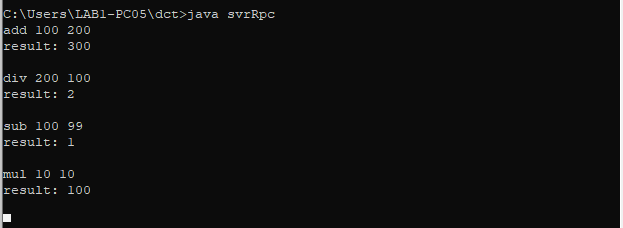 C:\Users\LAB1-PC05\dct>java svrRpc
add 100 200
result: 300
div 200 100
result: 2
sub 100 99
result: 1
mul 10 10
result: 100